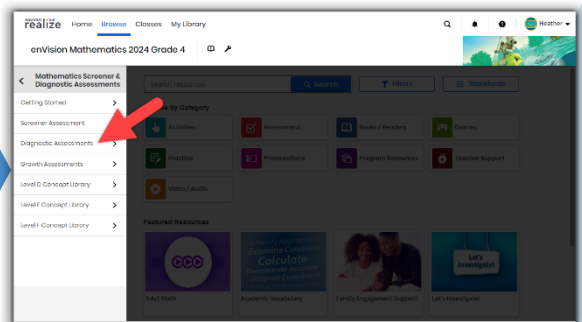 SAVVAS
realize. Home Browse Classes My Library Heather
enVision Mathematics 2024 Grade 4
Mathematics Screener &
Diagnostic Assessments
Getting Started
Screener Assessment
Diagnostic Assessments
Growth Assessments
Level D Concept Library
Level E Concept Library
Level F Concept Library
Search resources Search Filters Standards
by Category
Activities Assessment Books / Readers Games
Practice Presentations Program Resources Teacher Support
Video / Audio
Featured Resources
Calculate
Let's
Investigate!
3-Act Math Academic Vocabulary Family Engagement Support Let's Investigate!